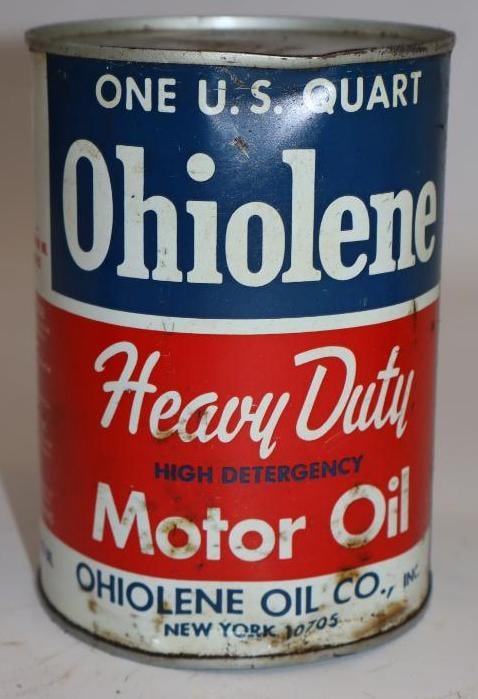 ONE U.S. QUART
Ohiolene
Heavy Duty
HIGH DETERGENCY
Motor Oil
OHIOLENE OIL CO., INC.
NEW YORK 10705